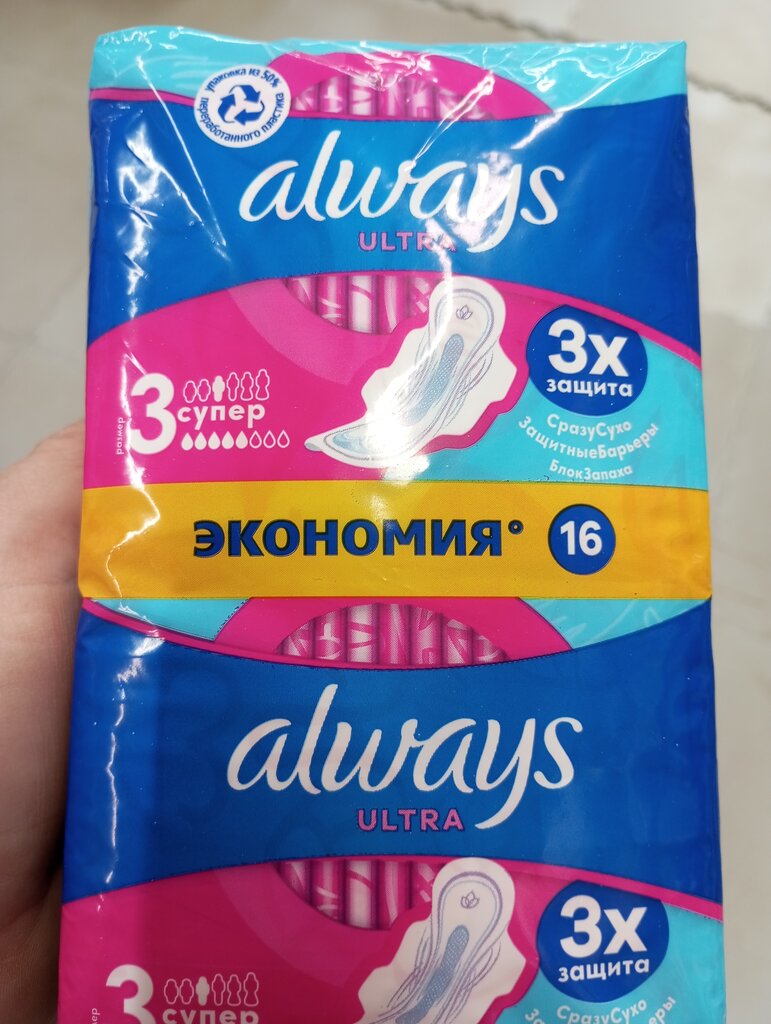 упаковка из 50%
переработанного пластика
always
ULTRA
3x
защита
размер
3
супер
СразуСухо
ЗащитныеБарьеры
БлокЗапаха
ЭКОНОМИЯ° 16
always
ULTRA
3x
защита
3
супер
СразуСухо